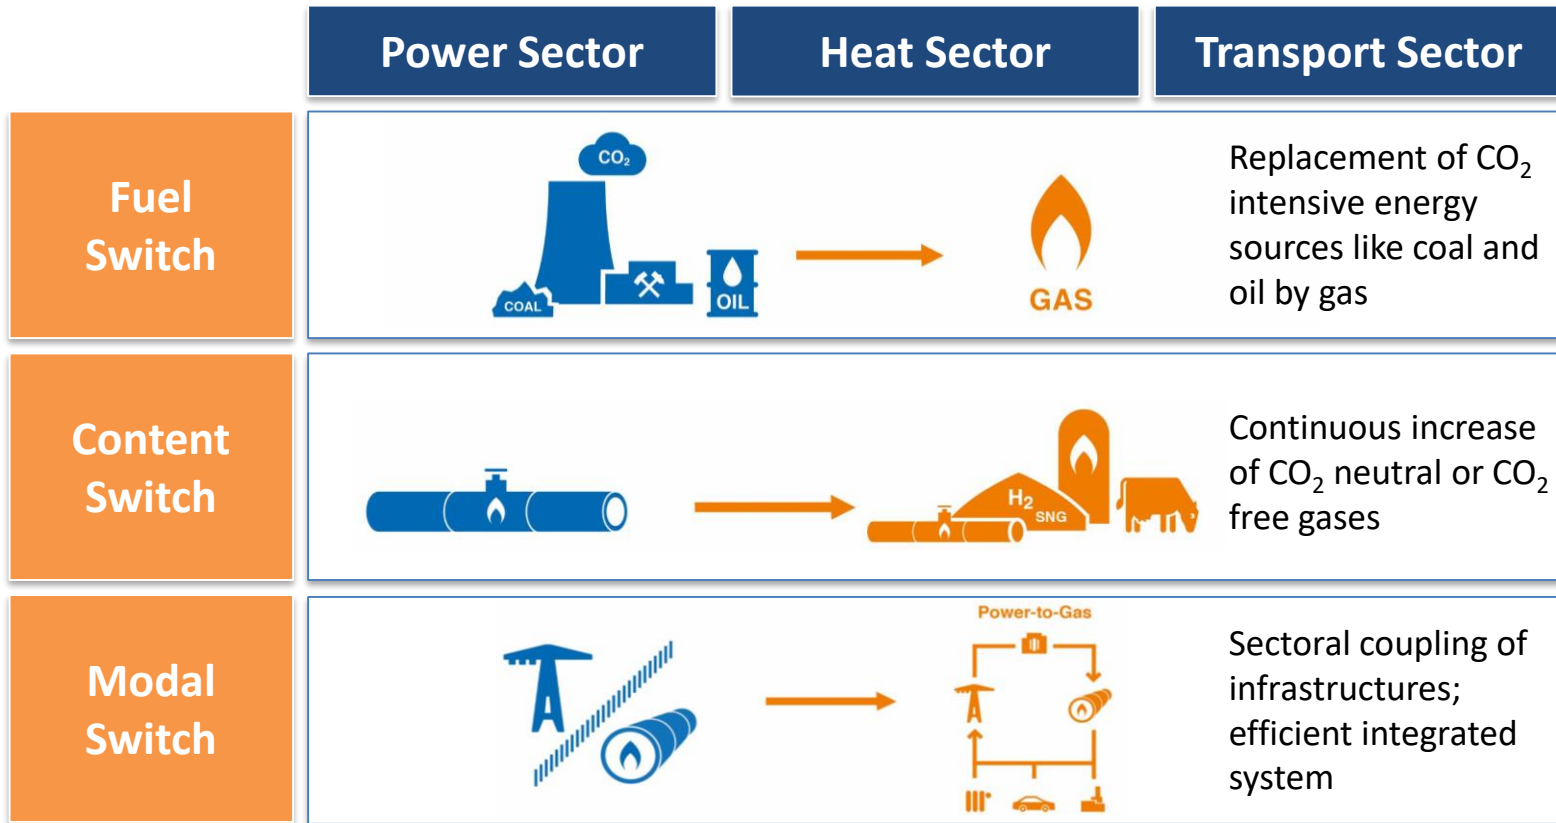 Power Sector
Heat Sector
Transport Sector
Fuel
Switch
CO₂
COAL
OIL
GAS
Replacement of CO₂
intensive energy
sources like coal and
oil by gas
Content
Switch
H₂
SNG
Continuous increase
of CO₂ neutral or CO₂
free gases
Modal
Switch
Power-to-Gas
Sectoral coupling of
infrastructures;
efficient integrated
system